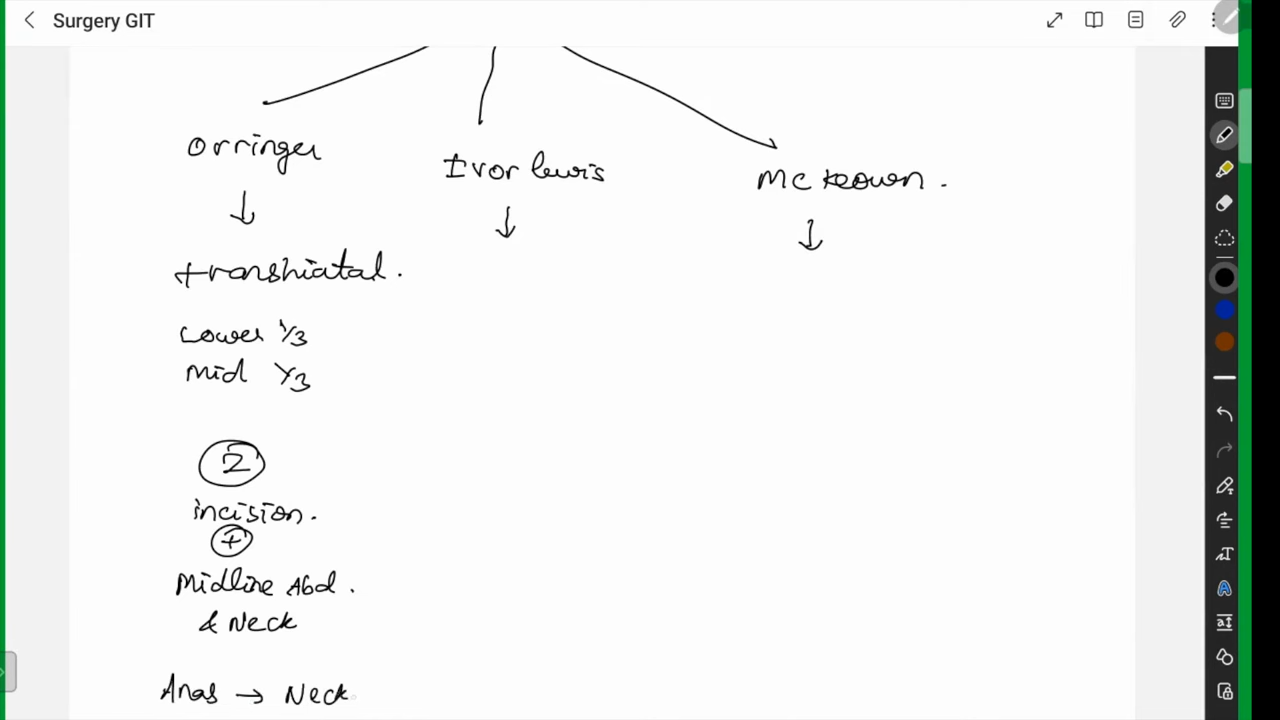 Surgery GIT
Orringer
Ivor lewis
Mc keown.
↓
↓
↓
transhiatal.
Lower 1/3
Mid 1/3
2
incision.
+
Midline Abd.
& Neck
Anas → Neck